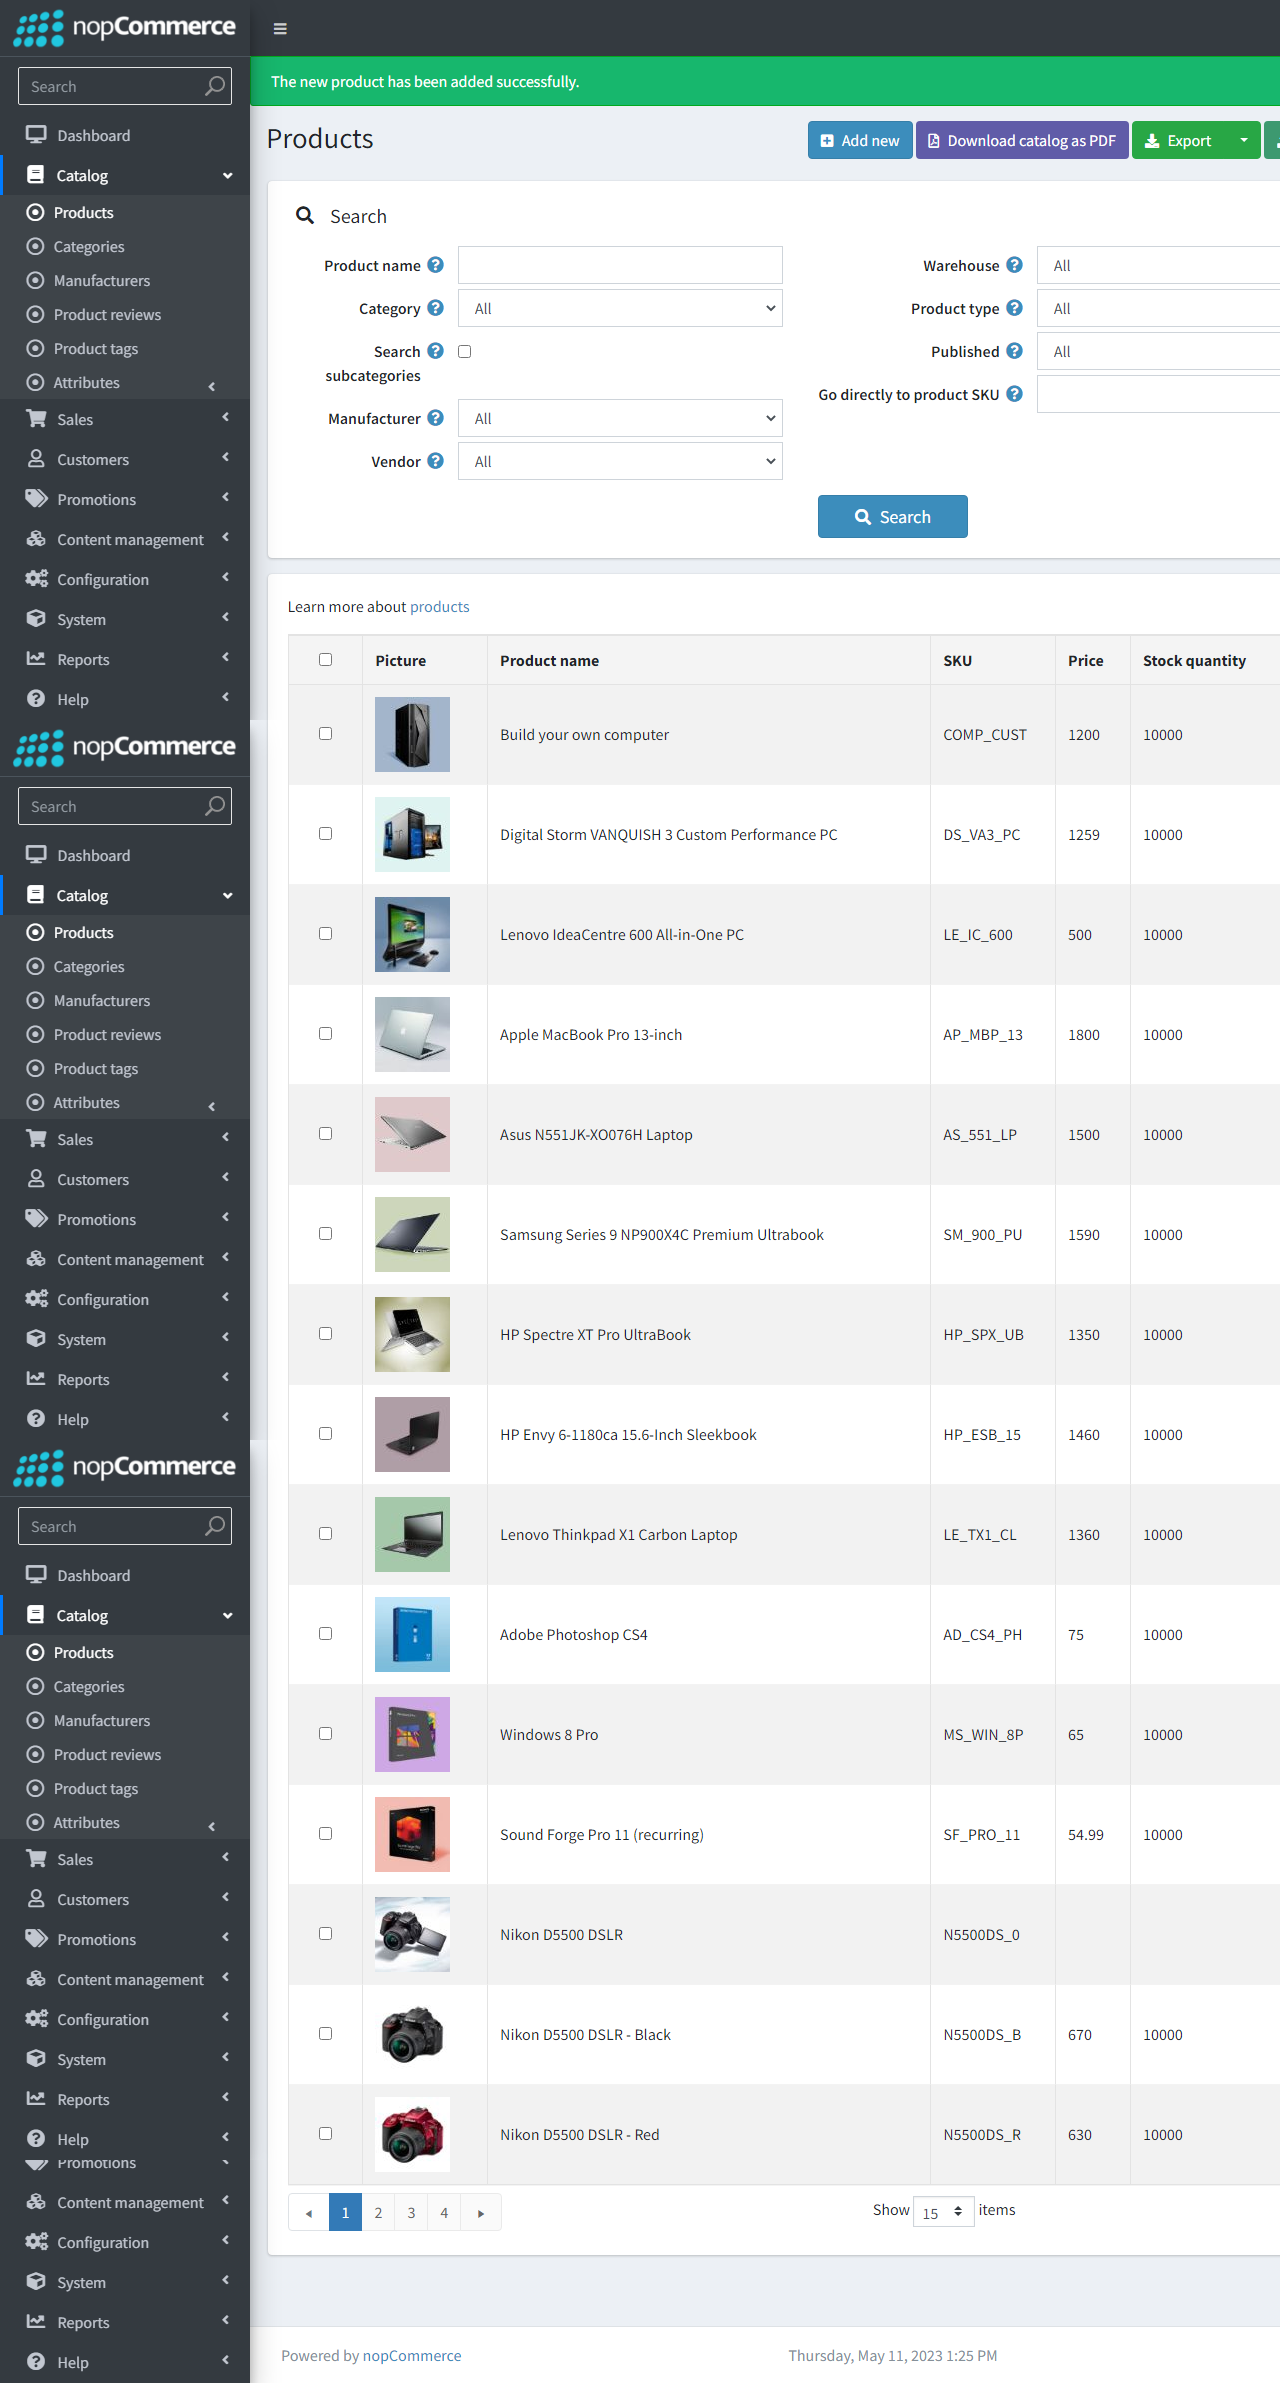 nopCommerce
The new product has been added successfully.
Search
Products
Add new
Download catalog as PDF
Export
Dashboard
Catalog
Products
Categories
Manufacturers
Product reviews
Product tags
Attributes
Sales
Customers
Promotions
Content management
Configuration
System
Reports
Help
Search
Product name
Warehouse All
Category All
Product type All
Search subcategories
Published All
Go directly to product SKU
Manufacturer All
Vendor All
Search
Learn more about products
Picture Product name SKU Price Stock quantity
Build your own computer COMP_CUST 1200 10000
Digital Storm VANQUISH 3 Custom Performance PC DS_VA3_PC 1259 10000
Lenovo IdeaCentre 600 All-in-One PC LE_IC_600 500 10000
Apple MacBook Pro 13-inch AP_MBP_13 1800 10000
Asus N551JK-XO076H Laptop AS_551_LP 1500 10000
Samsung Series 9 NP900X4C Premium Ultrabook SM_900_PU 1590 10000
HP Spectre XT Pro UltraBook HP_SPX_UB 1350 10000
HP Envy 6-1180ca 15.6-Inch Sleekbook HP_ESB_15 1460 10000
Lenovo Thinkpad X1 Carbon Laptop LE_TX1_CL 1360 10000
Adobe Photoshop CS4 AD_CS4_PH 75 10000
Windows 8 Pro MS_WIN_8P 65 10000
Sound Forge Pro 11 (recurring) SF_PRO_11 54.99 10000
Nikon D5500 DSLR N5500DS_0
Nikon D5500 DSLR - Black N5500DS_B 670 10000
Nikon D5500 DSLR - Red N5500DS_R 630 10000
1 2 3 4
Show 15 items
nopCommerce
Search
Dashboard
Catalog
Products
Categories
Manufacturers
Product reviews
Product tags
Attributes
Sales
Customers
Promotions
Content management
Configuration
System
Reports
Help
nopCommerce
Search
Dashboard
Catalog
Products
Categories
Manufacturers
Product reviews
Product tags
Attributes
Sales
Customers
Promotions
Content management
Configuration
System
Reports
Help
Promotions
Content management
Configuration
System
Reports
Help
Powered by nopCommerce
Thursday, May 11, 2023 1:25 PM